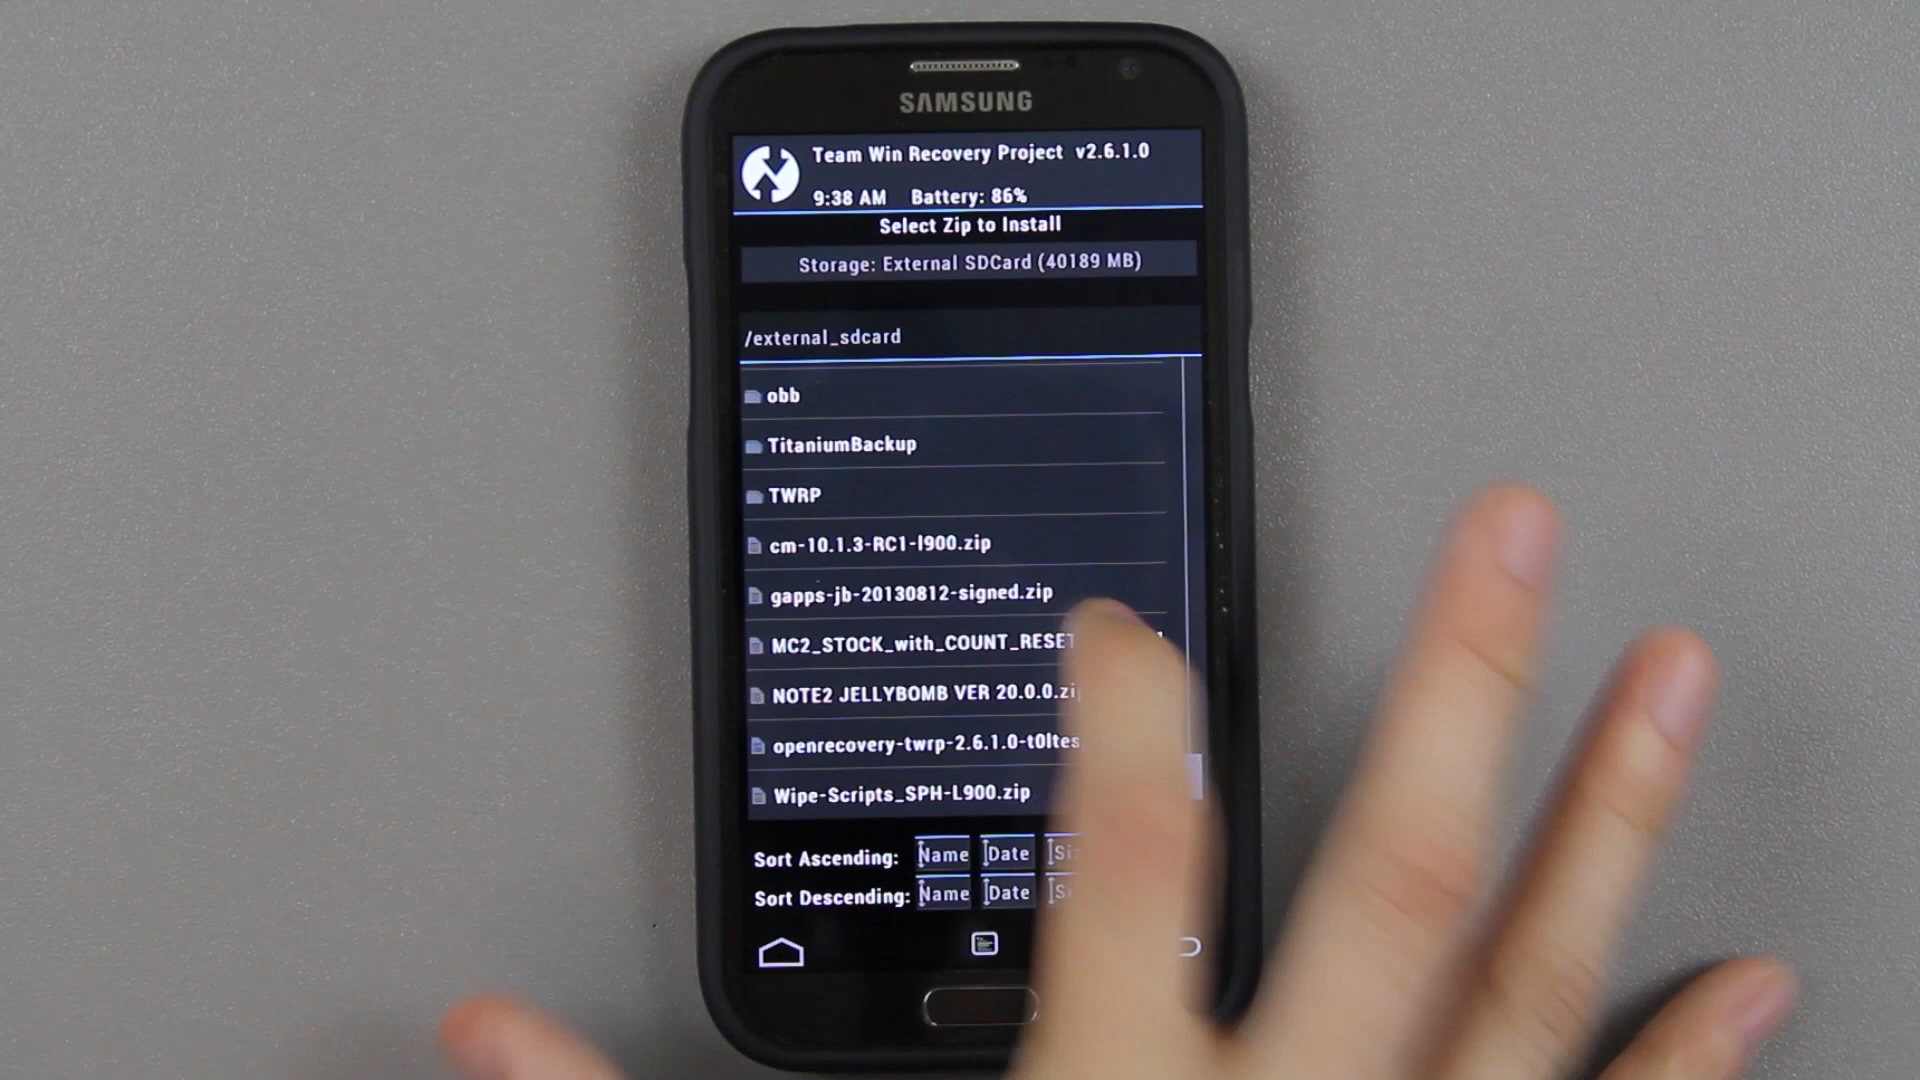 SAMSUNG
Team Win Recovery Project v2.6.1.0
9:38 AM Battery: 86%
Select Zip to Install
Storage: External SDCard (40189 MB)
/external_sdcard
obb
TitaniumBackup
TWRP
cm-10.1.3-RC1-l900.zip
gapps-jb-20130812-signed.zip
MC2_STOCK_with_COUNT_RESET
NOTE2 JELLYBOMB VER 20.0.0.zip
openrecovery-twrp-2.6.1.0-t0ltes
Wipe-Scripts_SPH-L900.zip
Sort Ascending: Name Date
Sort Descending: Name Date